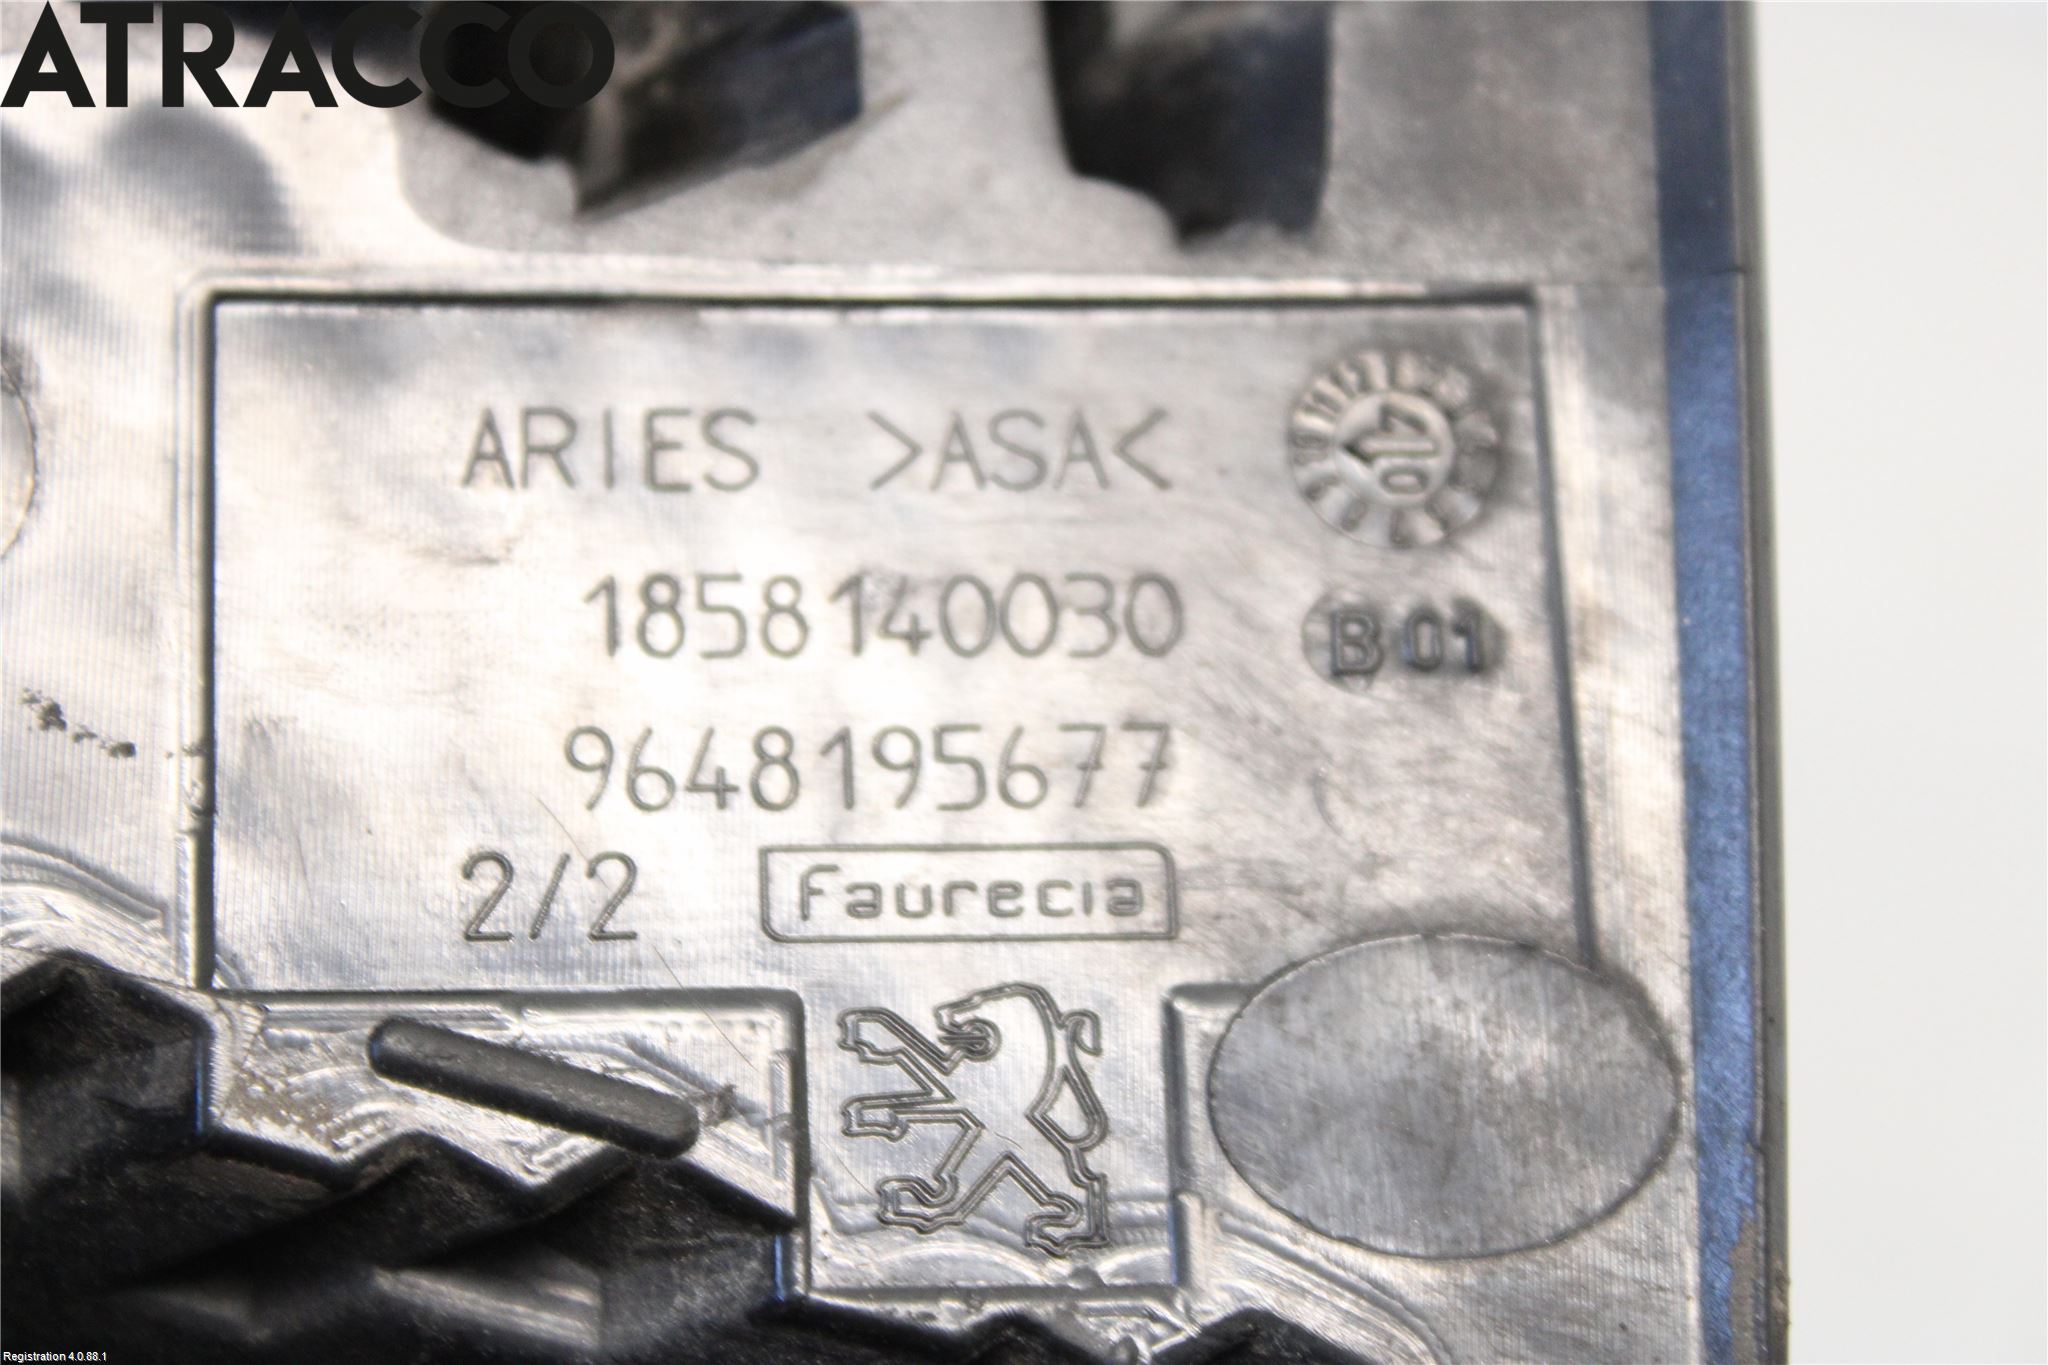 ATRACCO
ARIES >ASA<
1858140030
B01
9648195677
2/2 Faurecia
Registration 4.0.88.1